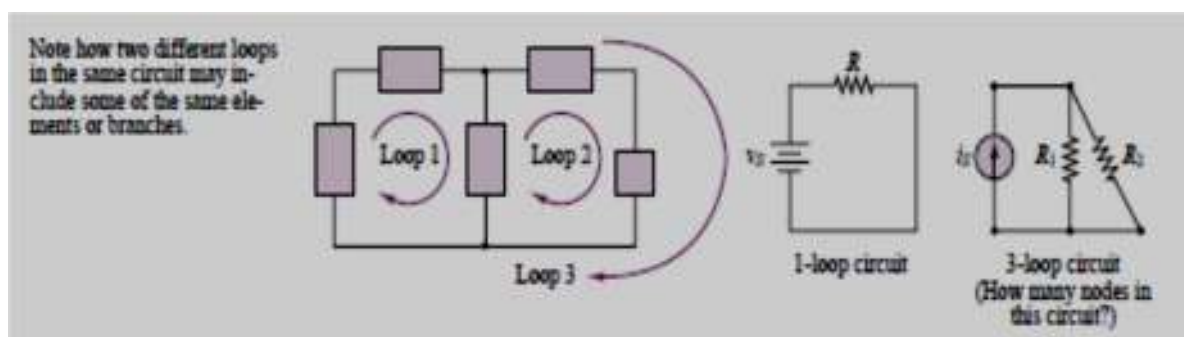 Note how two different loops
in the same circuit may in-
clude some of the same ele-
ments or branches.
Loop 1
Loop 2
Loop 3
R
vS
1-loop circuit
iS
R1
R2
3-loop circuit
(How many nodes in
this circuit?)